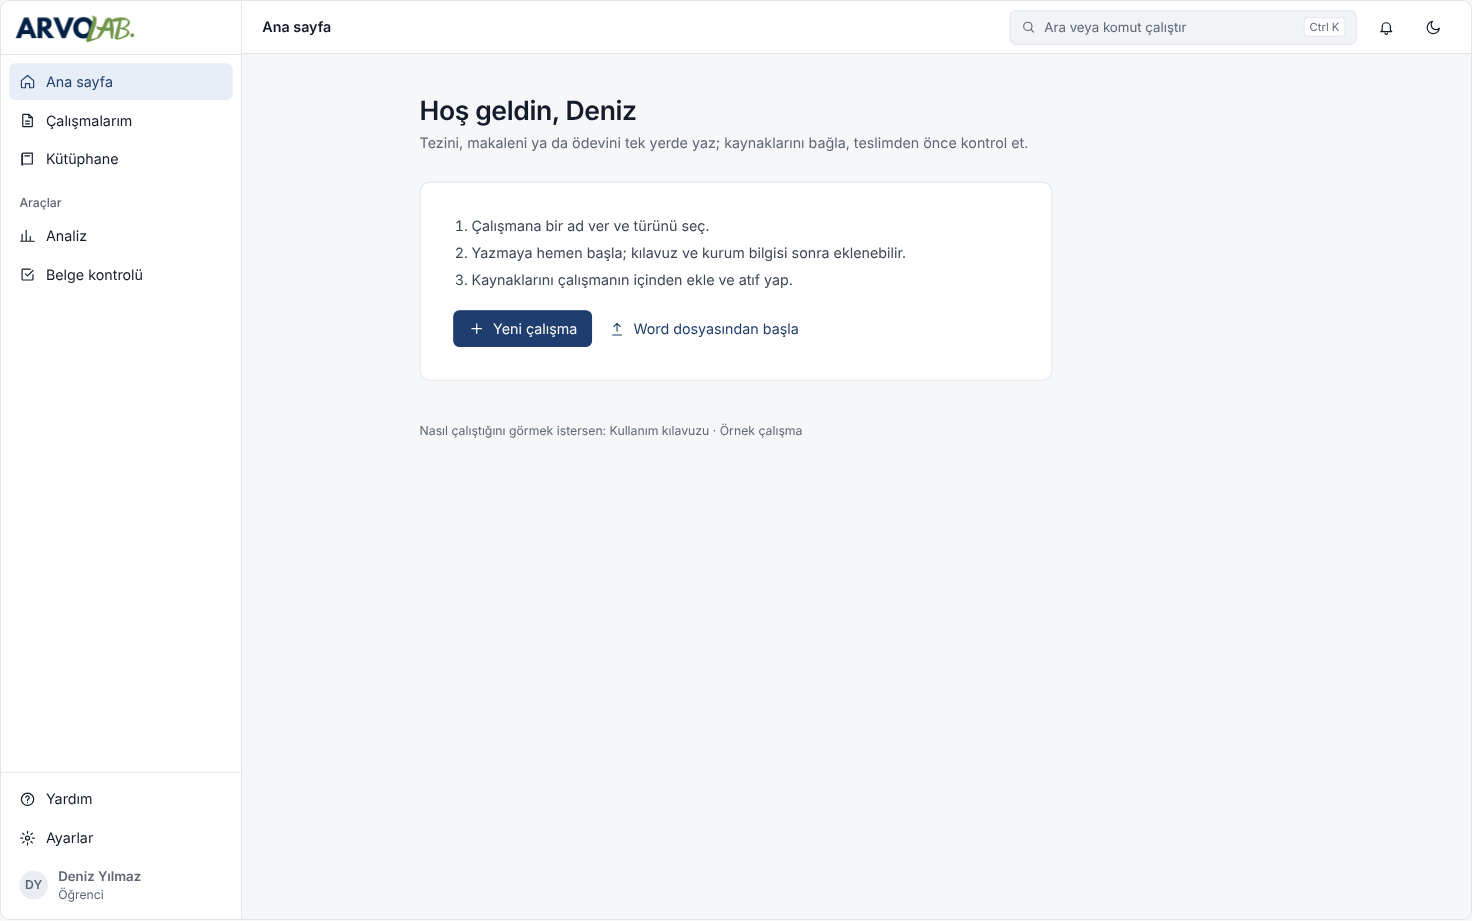 ARVOLAB.
Ana sayfa
Ara veya komut çalıştır
Ctrl K
Ana sayfa
Çalışmalarım
Kütüphane
Araçlar
Analiz
Belge kontrolü
Hoş geldin, Deniz
Tezini, makaleni ya da ödevini tek yerde yaz; kaynaklarını bağla, teslimden önce kontrol et.
1. Çalışmana bir ad ver ve türünü seç.
2. Yazmaya hemen başla; kılavuz ve kurum bilgisi sonra eklenebilir.
3. Kaynaklarını çalışmanın içinden ekle ve atıf yap.
Yeni çalışma
Word dosyasından başla
Nasıl çalıştığını görmek istersen: Kullanım kılavuzu · Örnek çalışma
Yardım
Ayarlar
DY
Deniz Yılmaz
Öğrenci